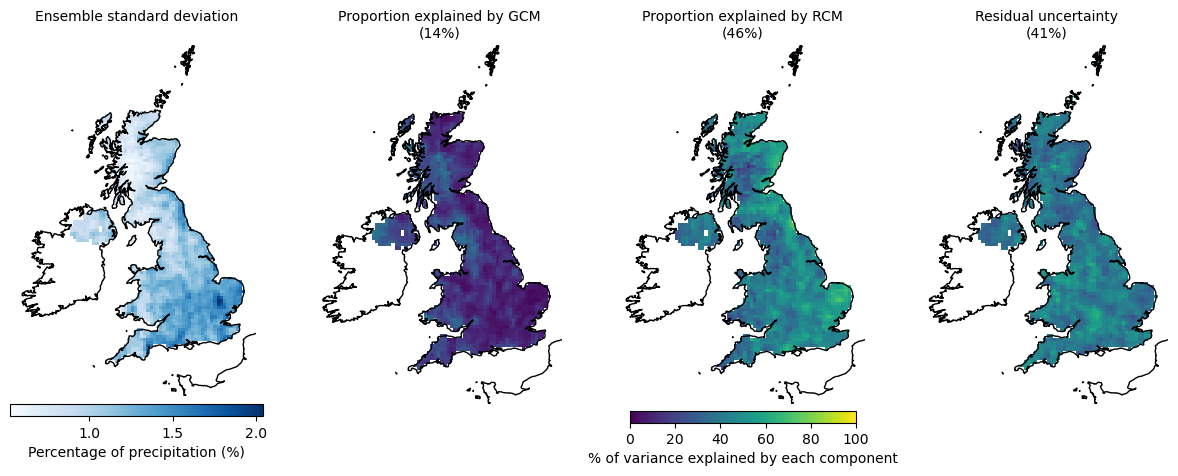 Ensemble standard deviation
Proportion explained by GCM
(14%)
Proportion explained by RCM
(46%)
Residual uncertainty
(41%)
1.0 1.5 2.0
Percentage of precipitation (%)
0 20 40 60 80 100
% of variance explained by each component